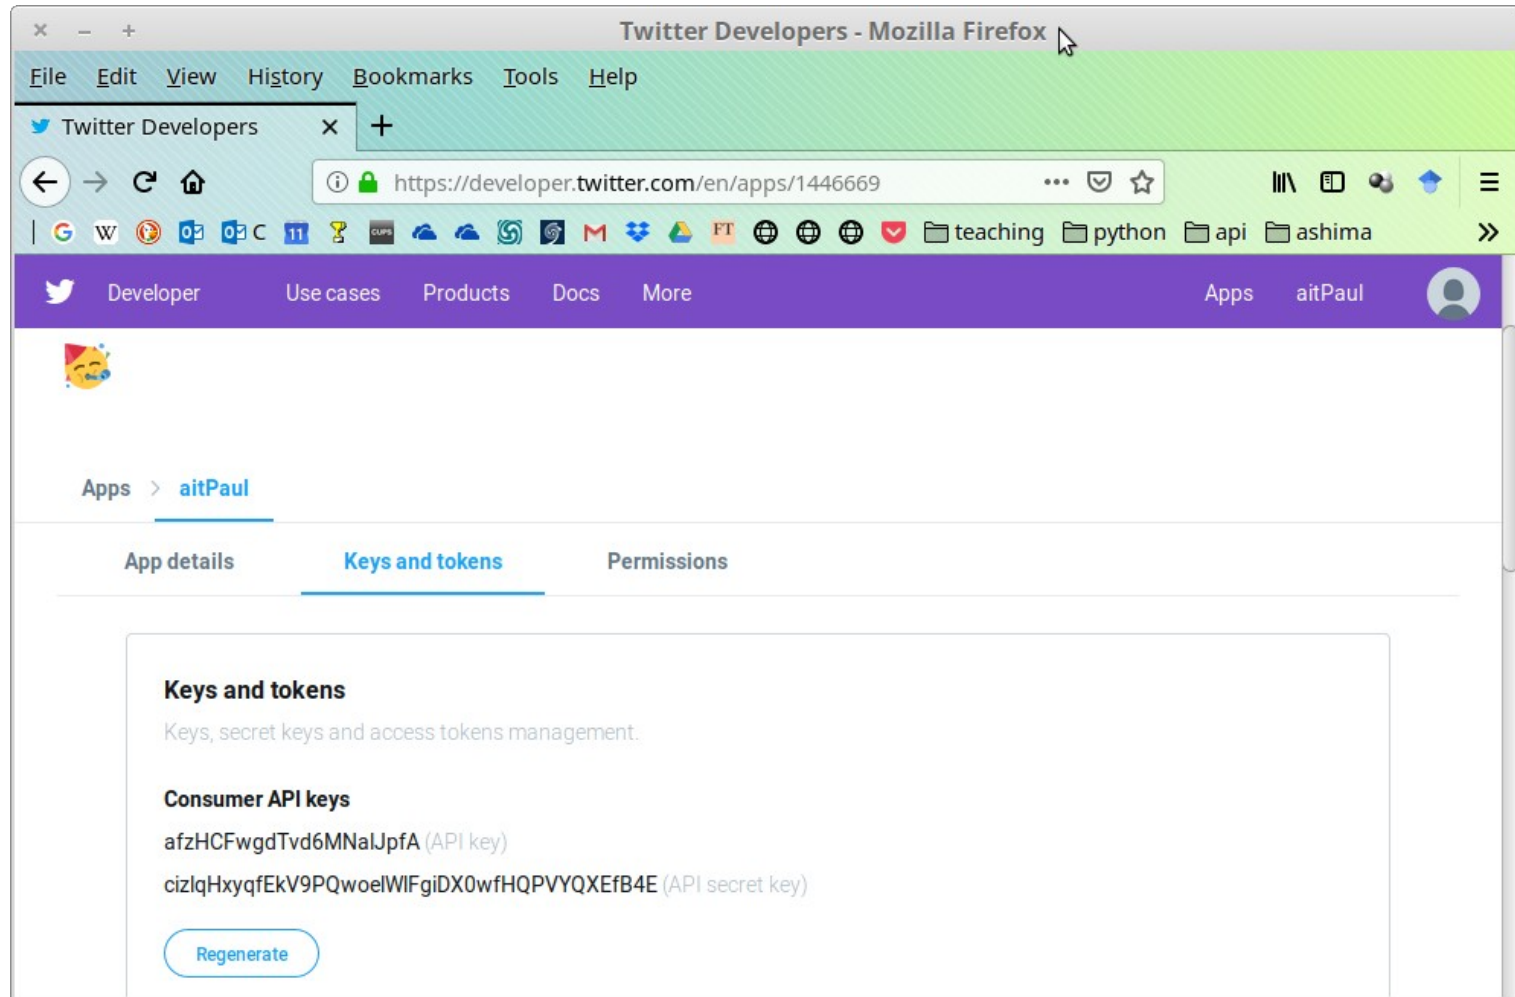 Twitter Developers - Mozilla Firefox
File Edit View History Bookmarks Tools Help
Twitter Developers
https://developer.twitter.com/en/apps/1446669
G W C 11 CUPS FT teaching python api ashima
Developer Use cases Products Docs More Apps aitPaul
Apps > aitPaul
App details Keys and tokens Permissions
Keys and tokens
Keys, secret keys and access tokens management.
Consumer API keys
(API key)
(API secret key)
Regenerate